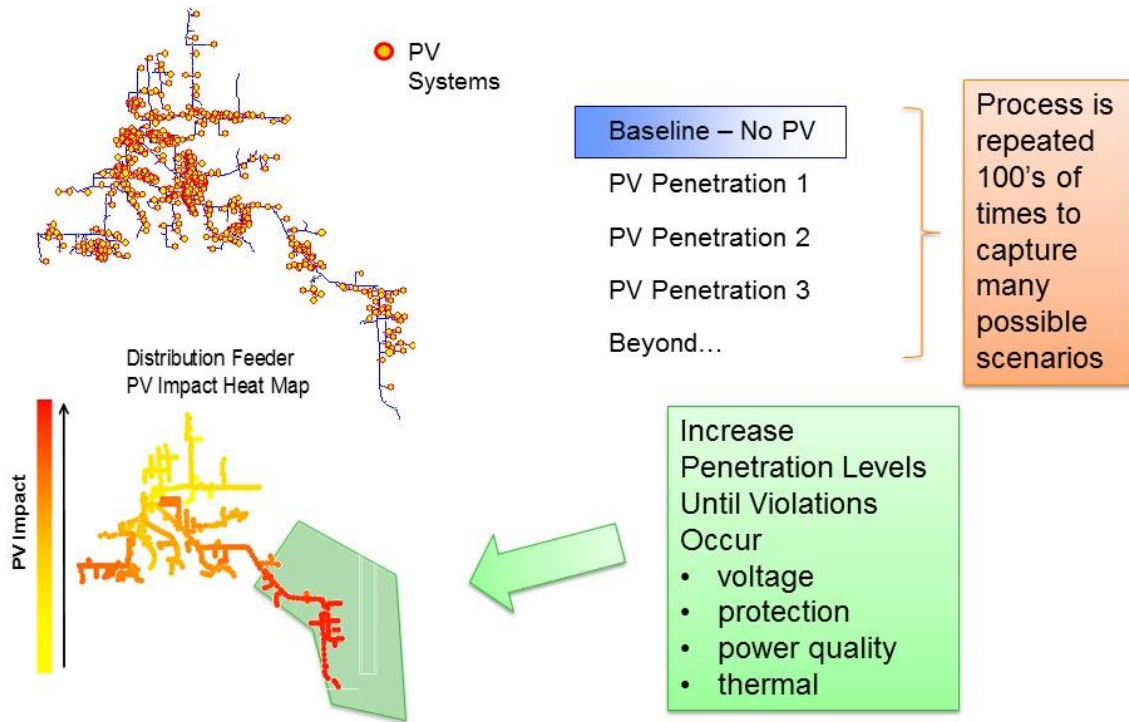 PV
Systems
Baseline – No PV
PV Penetration 1
PV Penetration 2
PV Penetration 3
Beyond…
Process is
repeated
100’s of
times to
capture
many
possible
scenarios
Distribution Feeder
PV Impact Heat Map
PV Impact
Increase
Penetration Levels
Until Violations
Occur
• voltage
• protection
• power quality
• thermal